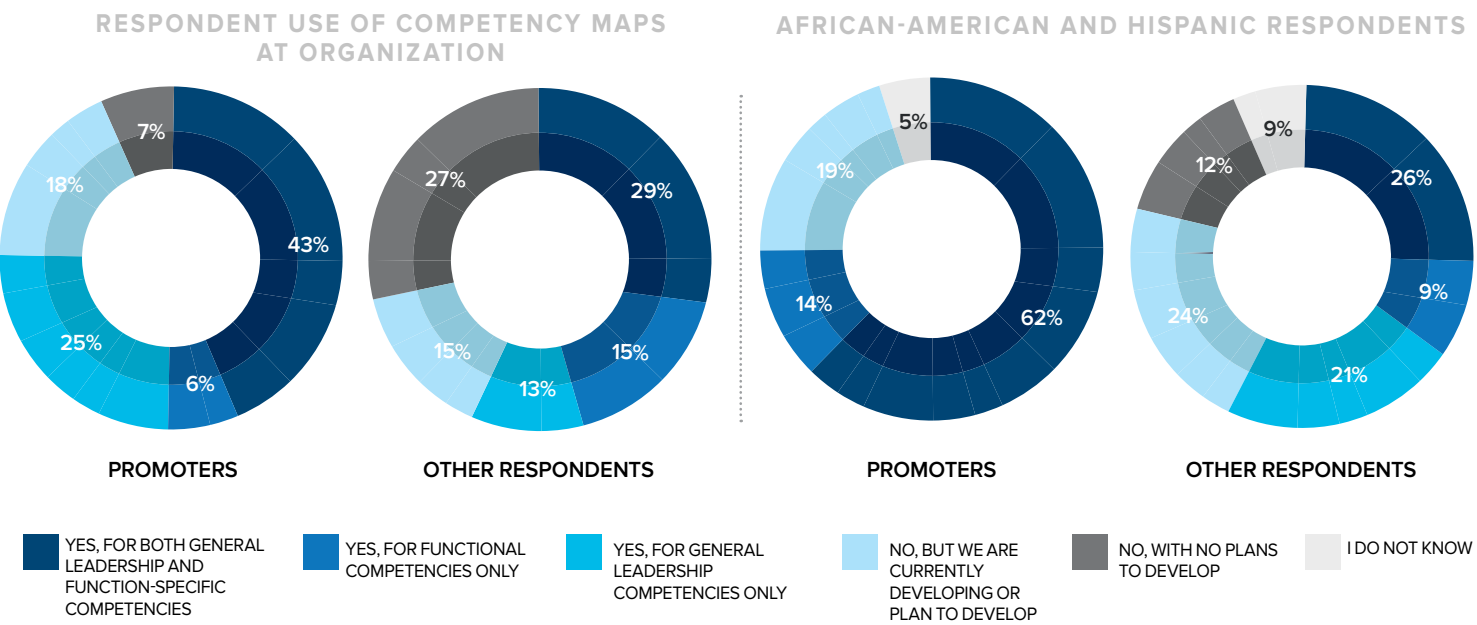 RESPONDENT USE OF COMPETENCY MAPS
AT ORGANIZATION
AFRICAN-AMERICAN AND HISPANIC RESPONDENTS
7%
18%
43%
25%
6%
27%
29%
15%
15%
13%
5%
19%
14%
62%
9%
12%
26%
9%
24%
21%
PROMOTERS
OTHER RESPONDENTS
PROMOTERS
OTHER RESPONDENTS
YES, FOR BOTH GENERAL
LEADERSHIP AND
FUNCTION-SPECIFIC
COMPETENCIES
YES, FOR FUNCTIONAL
COMPETENCIES ONLY
YES, FOR GENERAL
LEADERSHIP
COMPETENCIES ONLY
NO, BUT WE ARE
CURRENTLY
DEVELOPING OR
PLAN TO DEVELOP
NO, WITH NO PLANS
TO DEVELOP
I DO NOT KNOW